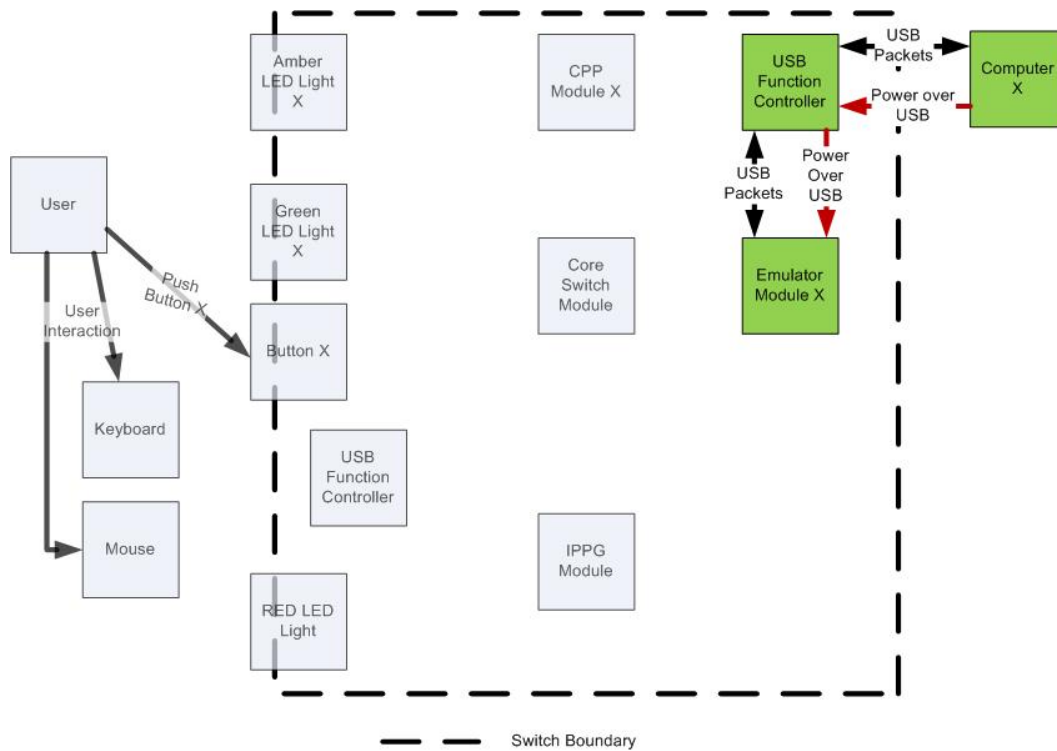 Amber
LED Light
X
CPP
Module X
USB
Function
Controller
USB
Packets
Computer
X
Power over
USB
User
Green
LED Light
X
Core
Switch
Module
USB
Packets
Power
Over
USB
Emulator
Module X
Push
Button X
User
Interaction
Button X
Keyboard
USB
Function
Controller
Mouse
IPPG
Module
RED LED
Light
Switch Boundary